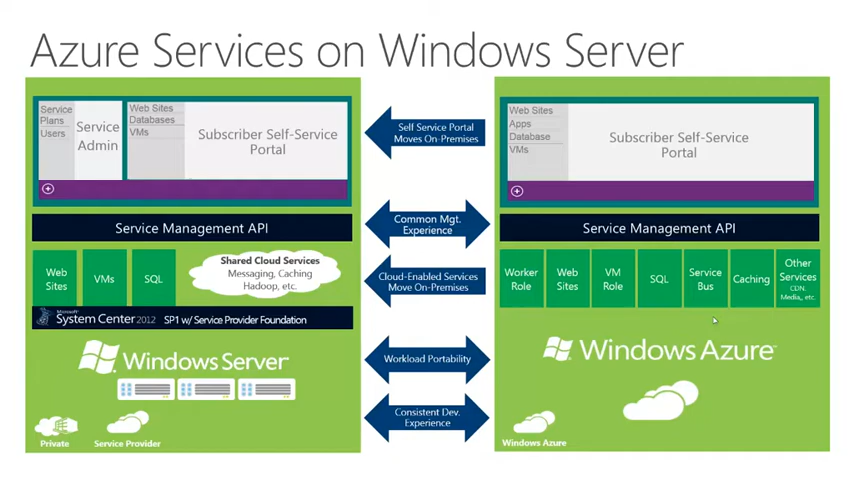 Azure Services on Windows Server
Service
Plans
Users
Service
Admin
Web Sites
Databases
VMs
Subscriber Self-Service
Portal
Service Management API
Web
Sites
VMs
SQL
Shared Cloud Services
Messaging, Caching
Hadoop, etc.
Microsoft
System Center 2012 SP1 w/ Service Provider Foundation
Windows Server
Private
Service Provider
Self Service Portal
Moves On-Premises
Common Mgt.
Experience
Cloud-Enabled Services
Move On-Premises
Workload Portability
Consistent Dev.
Experience
Web Sites
Apps
Database
VMs
Subscriber Self-Service
Portal
Service Management API
Worker
Role
Web
Sites
VM
Role
SQL
Service
Bus
Caching
Other
Services
CDN,
Media,, etc.
Windows Azure
Windows Azure